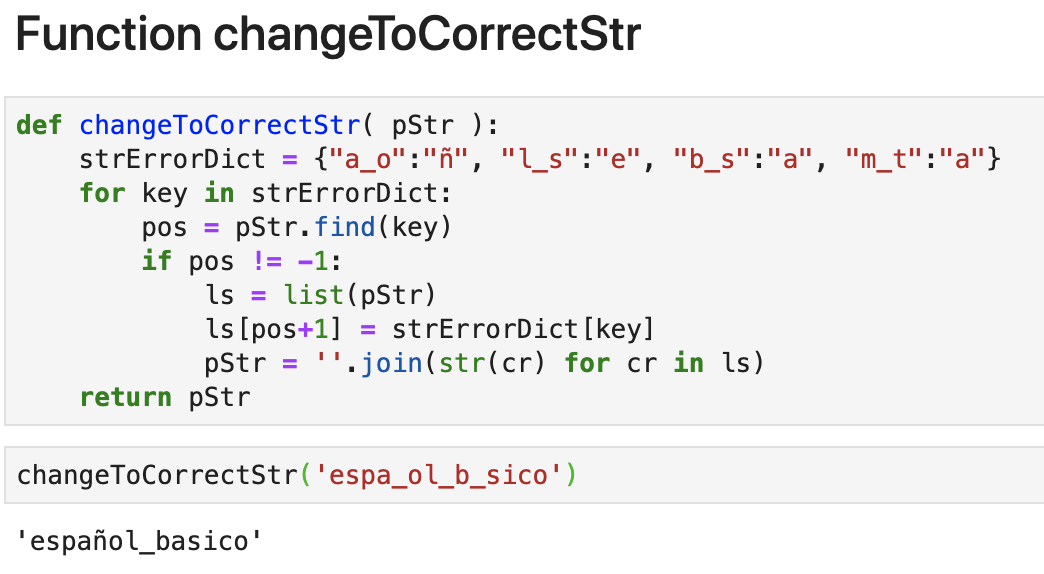 Function changeToCorrectStr
def changeToCorrectStr( pStr ):
    strErrorDict = {"a_o":"ñ", "l_s":"e", "b_s":"a", "m_t":"a"}
    for key in strErrorDict:
        pos = pStr.find(key)
        if pos != -1:
            ls = list(pStr)
            ls[pos+1] = strErrorDict[key]
            pStr = ''.join(str(cr) for cr in ls)
    return pStr
changeToCorrectStr('espa_ol_b_sico')
'español_basico'